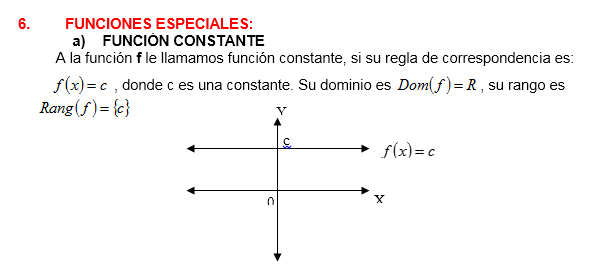 6. FUNCIONES ESPECIALES:
a) FUNCIÓN CONSTANTE
A la función f le llamamos función constante, si su regla de correspondencia es:
f(x)=c , donde c es una constante. Su dominio es Dom(f)=R , su rango es
Rang(f)={c}
Y
c
f(x)=c
0
X